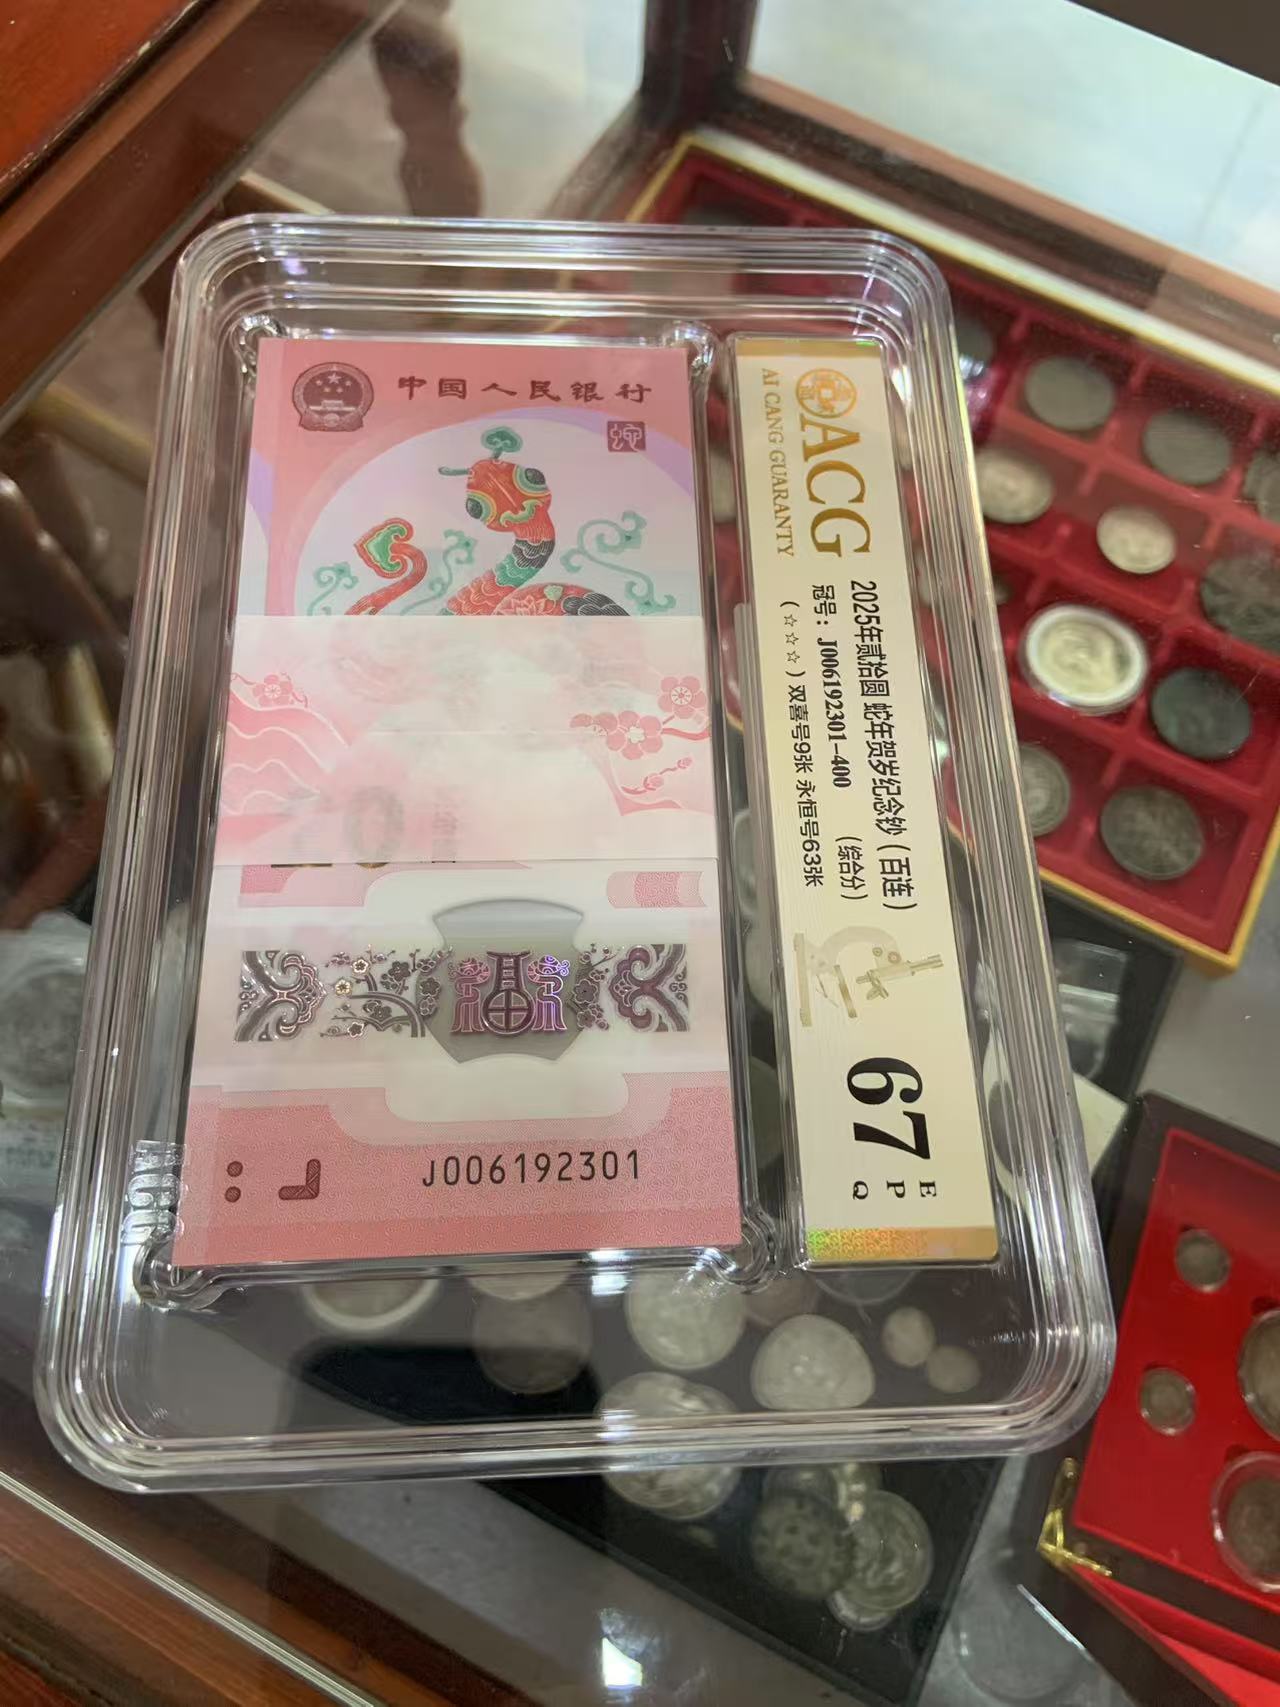 中国人民银行
蛇
J006192301
ACG
AI CANG GUARANTY
2025年贰拾圆 蛇年贺岁纪念钞（百连）
冠号：J006192301-400 （综合分）
（☆☆☆）双喜号9张 永恒号63张
67
E
P
Q
ACG